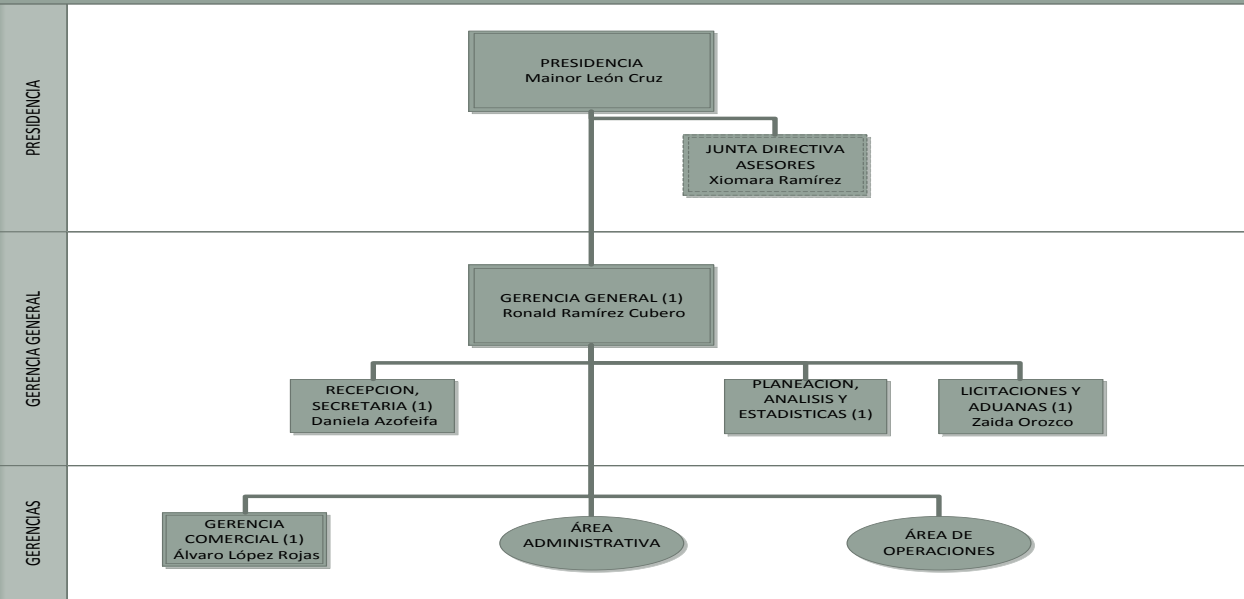 PRESIDENCIA
PRESIDENCIA
Mainor León Cruz
JUNTA DIRECTIVA
ASESORES
Xiomara Ramírez
GERENCIA GENERAL
GERENCIA GENERAL (1)
Ronald Ramírez Cubero
RECEPCION,
SECRETARIA (1)
Daniela Azofeifa
PLANEACION,
ANALISIS Y
ESTADISTICAS (1)
LICITACIONES Y
ADUANAS (1)
Zaida Orozco
GERENCIAS
GERENCIA
COMERCIAL (1)
Álvaro López Rojas
ÁREA
ADMINISTRATIVA
ÁREA DE
OPERACIONES